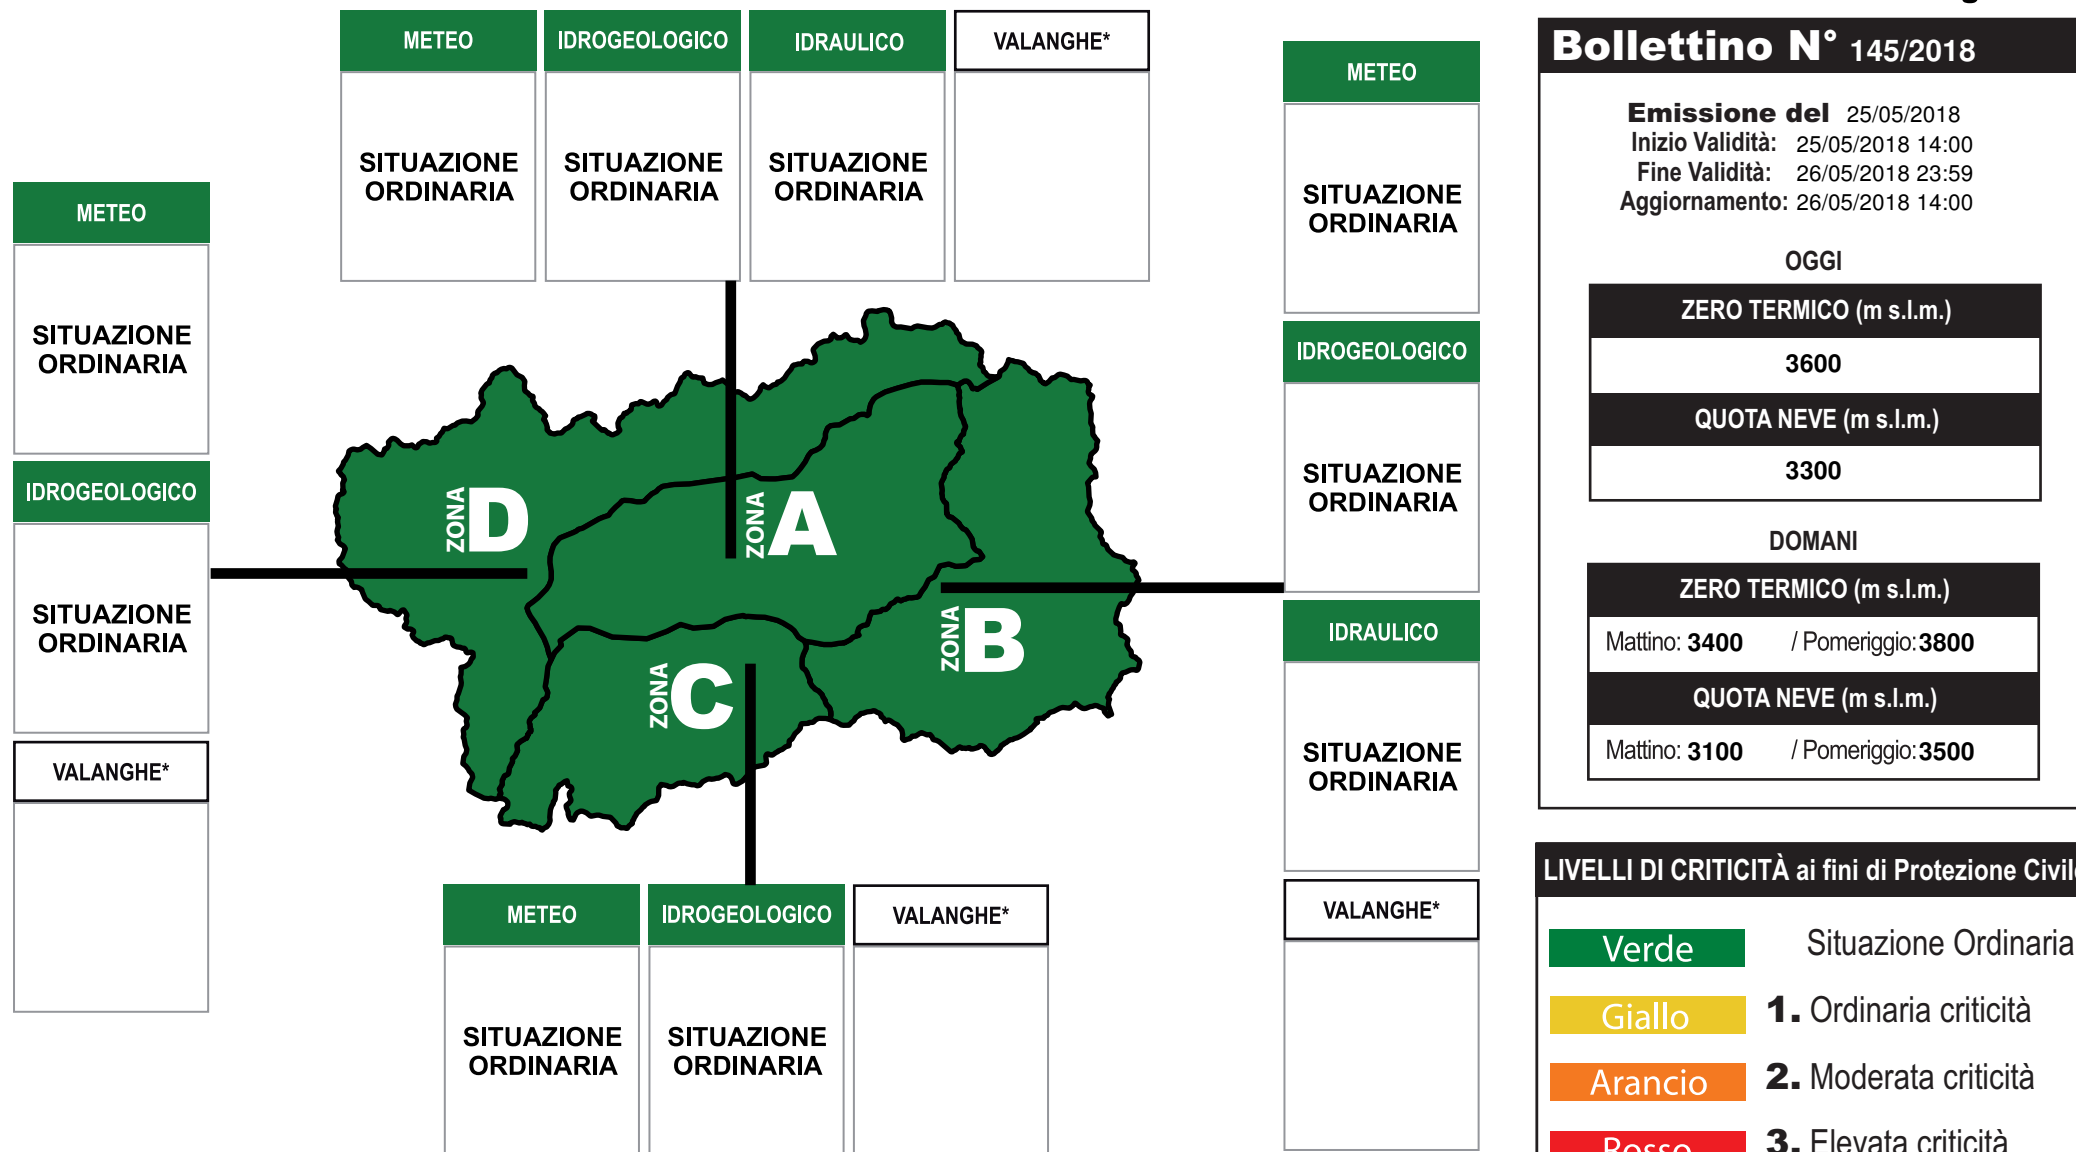 METEO
IDROGEOLOGICO
IDRAULICO
VALANGHE*
SITUAZIONE
ORDINARIA
SITUAZIONE
ORDINARIA
SITUAZIONE
ORDINARIA
METEO
SITUAZIONE
ORDINARIA
IDROGEOLOGICO
SITUAZIONE
ORDINARIA
VALANGHE*
ZONA D
ZONA A
ZONA B
ZONA C
METEO
SITUAZIONE
ORDINARIA
IDROGEOLOGICO
SITUAZIONE
ORDINARIA
IDRAULICO
SITUAZIONE
ORDINARIA
VALANGHE*
METEO
IDROGEOLOGICO
VALANGHE*
SITUAZIONE
ORDINARIA
SITUAZIONE
ORDINARIA
Bollettino N° 145/2018
Emissione del 25/05/2018
Inizio Validità: 25/05/2018 14:00
Fine Validità: 26/05/2018 23:59
Aggiornamento: 26/05/2018 14:00
OGGI
ZERO TERMICO (m s.l.m.)
3600
QUOTA NEVE (m s.l.m.)
3300
DOMANI
ZERO TERMICO (m s.l.m.)
Mattino: 3400 / Pomeriggio: 3800
QUOTA NEVE (m s.l.m.)
Mattino: 3100 / Pomeriggio: 3500
LIVELLI DI CRITICITÀ ai fini di Protezione Civile
Verde Situazione Ordinaria
Giallo 1. Ordinaria criticità
Arancio 2. Moderata criticità
Rosso 3. Elevata criticità